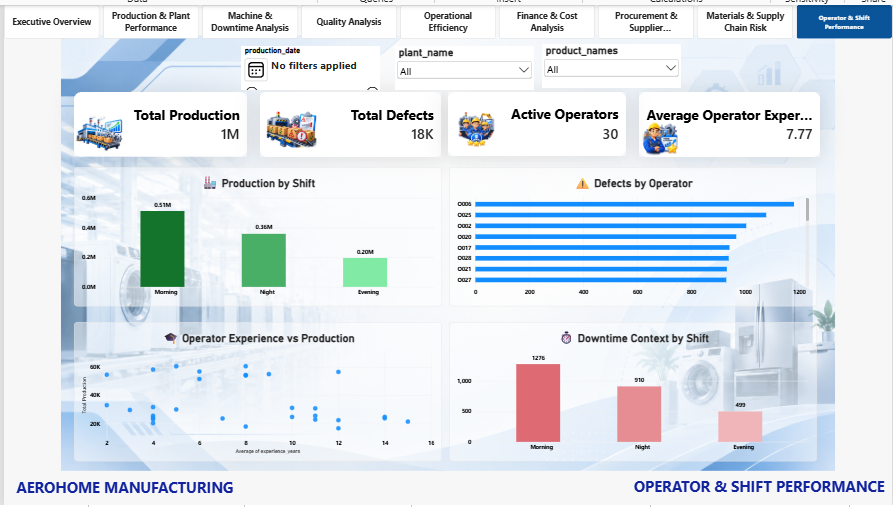 Data Queries Insert Calculations Sensitivity Share
Executive Overview
Production & Plant
Performance
Machine &
Downtime Analysis
Quality Analysis
Operational
Efficiency
Finance & Cost
Analysis
Procurement &
Supplier...
Materials & Supply
Chain Risk
Operator & Shift
Performance
production_date
No filters applied
plant_name
All
product_names
All
Total Production
1M
Total Defects
18K
Active Operators
30
Average Operator Exper...
7.77
Production by Shift
0.6M
0.4M
0.2M
0.0M
0.51M
0.36M
0.20M
Morning
Night
Evening
Defects by Operator
O006
O025
O002
O020
O017
O028
O021
O027
0 200 400 600 800 1000 1200
Operator Experience vs Production
Total Production
60K
40K
20K
2 4 6 8 10 12 14 16
Average of experience_years
Downtime Context by Shift
1,000
500
0
1276
910
499
Morning
Night
Evening
AEROHOME MANUFACTURING
OPERATOR & SHIFT PERFORMANCE